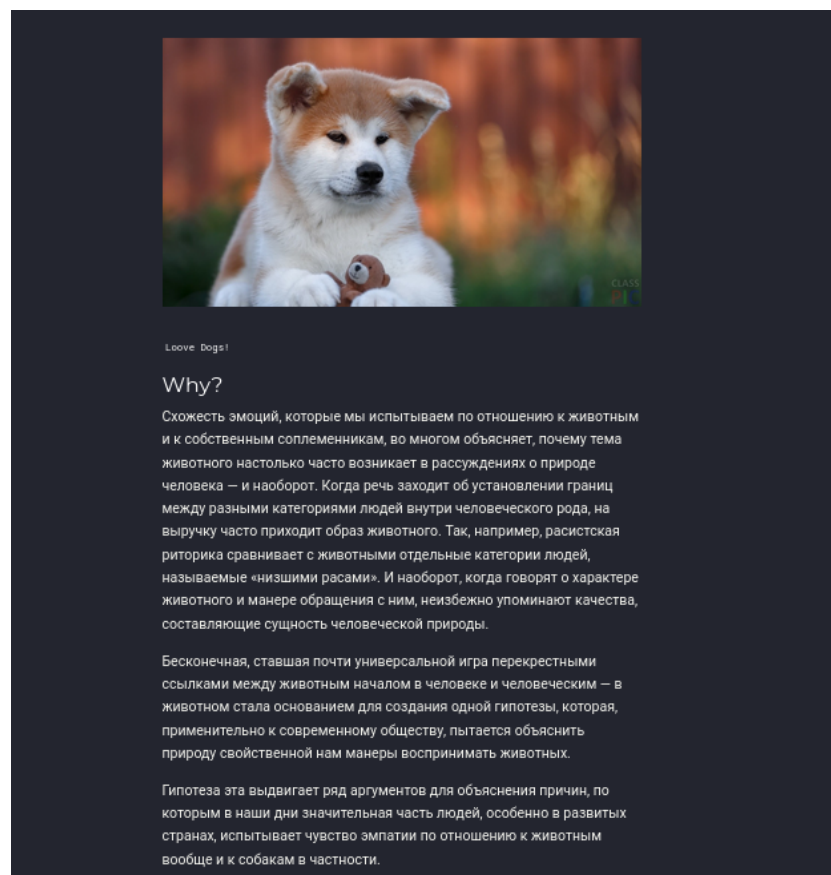 CLASS
Loove Dogs!
Why?
Схожесть эмоций, которые мы испытываем по отношению к животным
и к собственным соплеменникам, во многом объясняет, почему тема
животного настолько часто возникает в рассуждениях о природе
человека — и наоборот. Когда речь заходит об установлении границ
между разными категориями людей внутри человеческого рода, на
выручку часто приходит образ животного. Так, например, расистская
риторика сравнивает с животными отдельные категории людей,
называемые «низшими расами». И наоборот, когда говорят о характере
животного и манере обращения с ним, неизбежно упоминают качества,
составляющие сущность человеческой природы.
Бесконечная, ставшая почти универсальной игра перекрестными
ссылками между животным началом в человеке и человеческим — в
животном стала основанием для создания одной гипотезы, которая,
применительно к современному обществу, пытается объяснить
природу свойственной нам манеры воспринимать животных.
Гипотеза эта выдвигает ряд аргументов для объяснения причин, по
которым в наши дни значительная часть людей, особенно в развитых
странах, испытывает чувство эмпатии по отношению к животным
вообще и к собакам в частности.